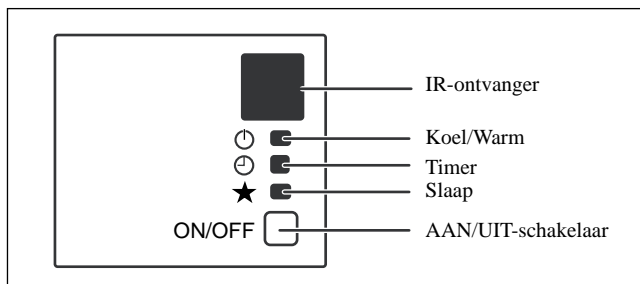 IR-ontvanger
Koel/Warm
Timer
Slaap
ON/OFF AAN/UIT-schakelaar